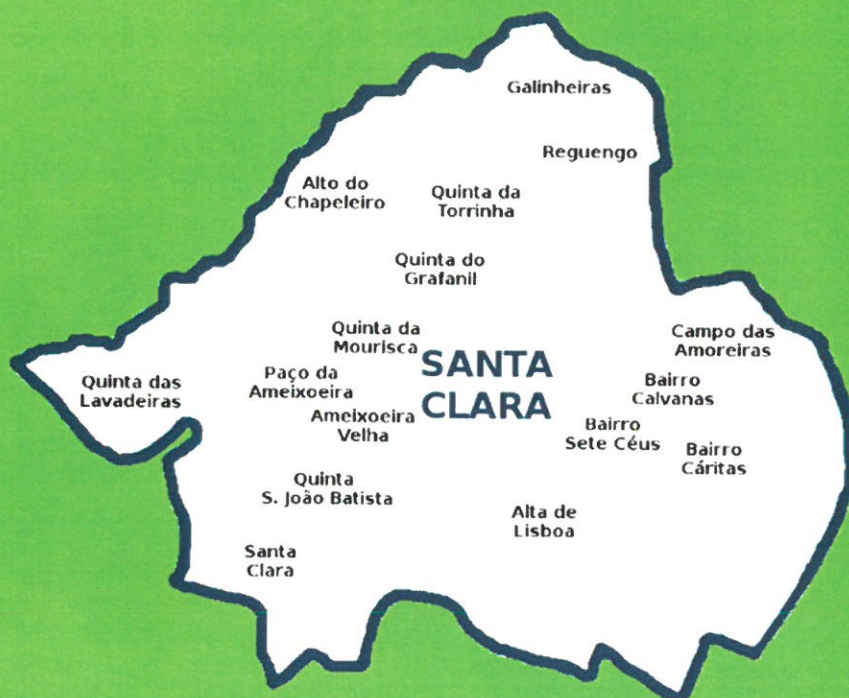 Galinheiras
Reguengo
Alto do
Chapeleiro
Quinta da
Torrinha
Quinta do
Grafanil
Quinta da
Mourisca
SANTA
CLARA
Campo das
Amoreiras
Quinta das
Lavadeiras
Paço da
Ameixoeira
Bairro
Calvanas
Ameixoeira
Velha
Bairro
Sete Céus
Bairro
Cáritas
Quinta
S. João Batista
Alta de
Lisboa
Santa
Clara